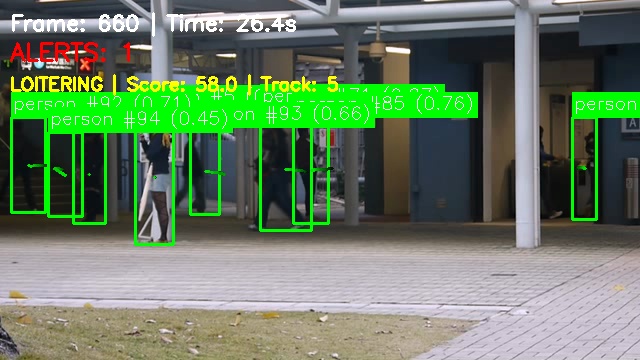 Frame: 660 | Time: 26.4s
ALERTS: 1
LOITERING | Score: 58.0 | Track: 5
person #92 (0.71)
#85 (0.76)
person #94 (0.45)
on #93 (0.66)
person